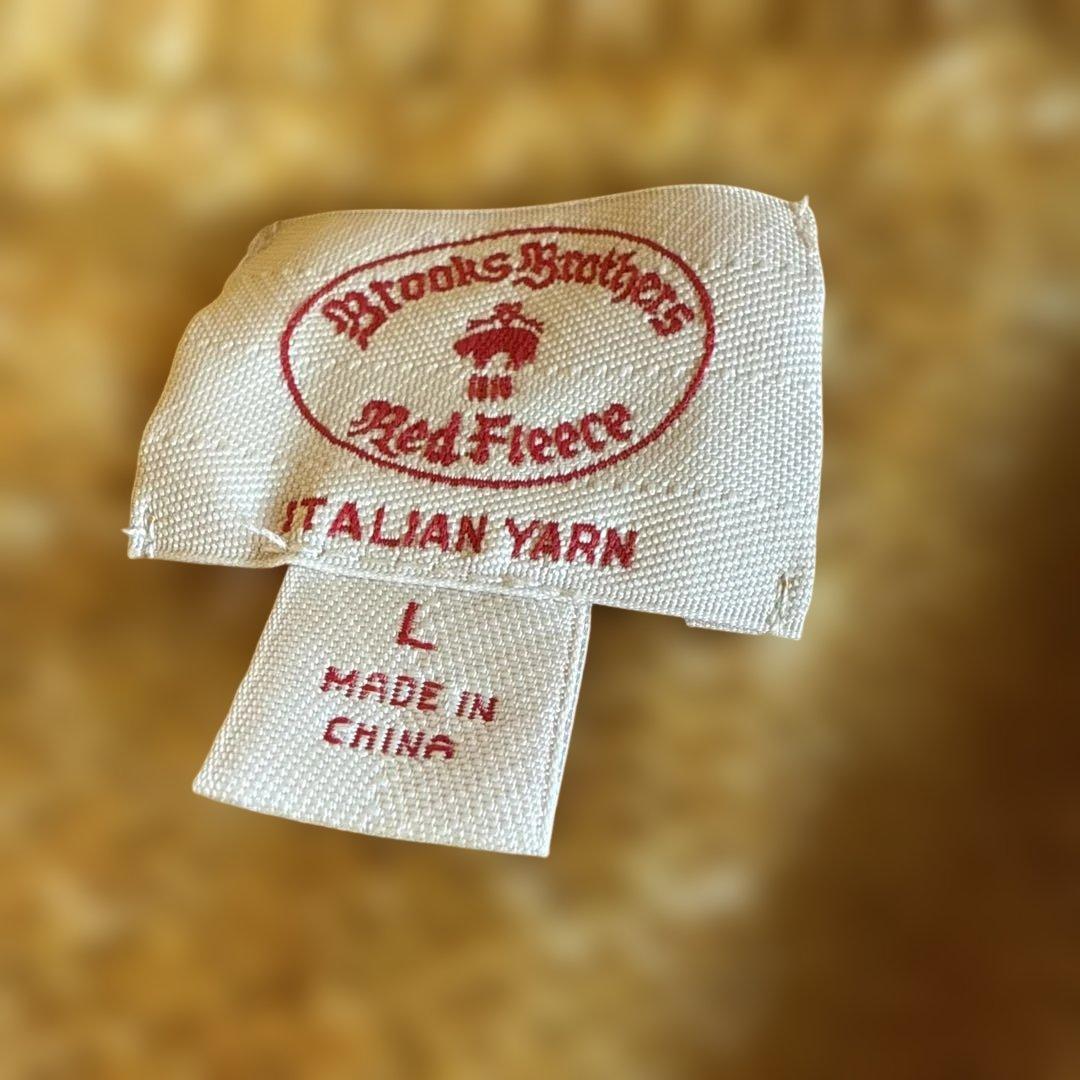 Brooks Brothers
1818
Red Fleece
ITALIAN YARN
L
MADE IN
CHINA